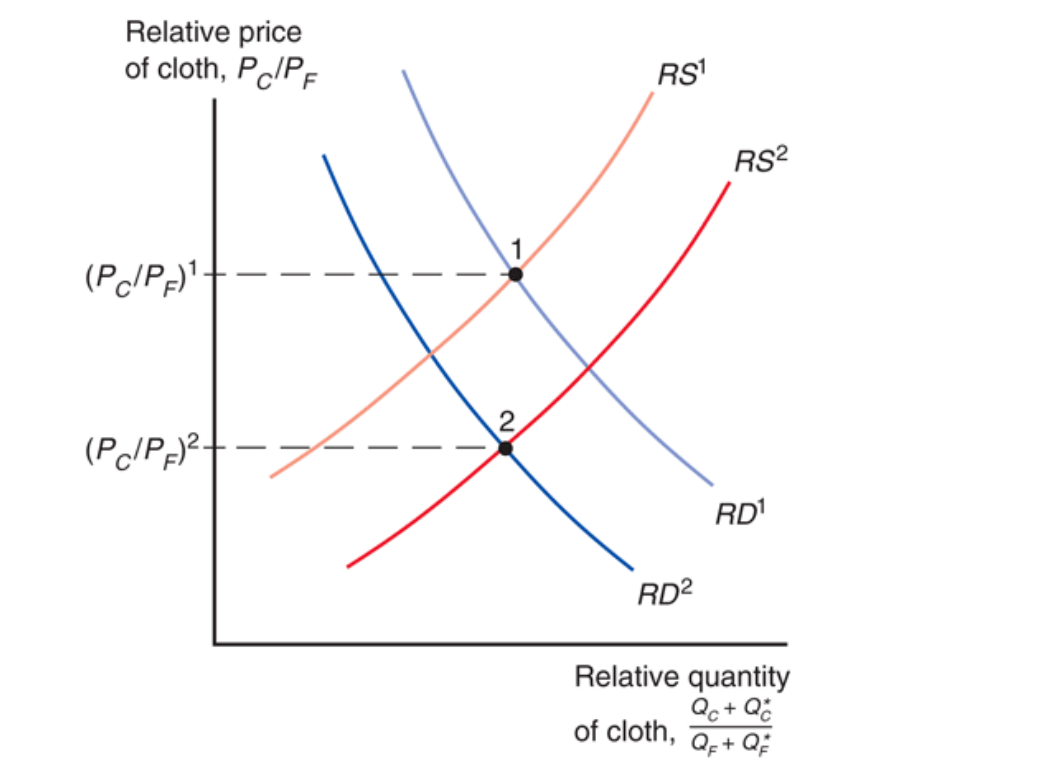 Relative price
of cloth, P_C/P_F
RS¹
RS²
1
(P_C/P_F)¹
2
(P_C/P_F)²
RD¹
RD²
Relative quantity
of cloth, (Q_C + Q*_C)/(Q_F + Q*_F)